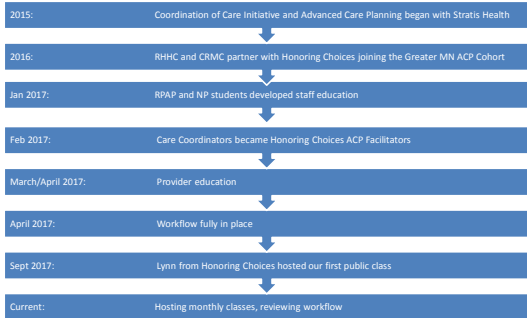 2015: Coordination of Care Initiative and Advanced Care Planning began with Stratis Health
2016: RHHC and CRMC partner with Honoring Choices joining the Greater MN ACP Cohort
Jan 2017: RPAP and NP students developed staff education
Feb 2017: Care Coordinators became Honoring Choices ACP Facilitators
March/April 2017: Provider education
April 2017: Workflow fully in place
Sept 2017: Lynn from Honoring Choices hosted our first public class
Current: Hosting monthly classes, reviewing workflow